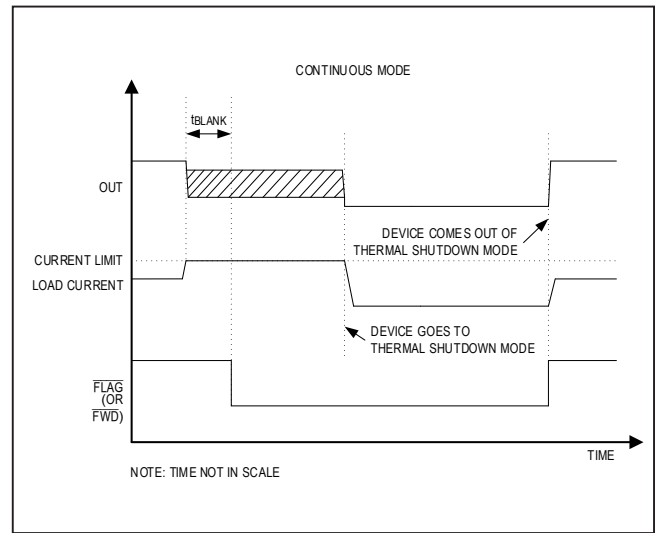 CONTINUOUS MODE
tBLANK
OUT
DEVICE COMES OUT OF
THERMAL SHUTDOWN MODE
CURRENT LIMIT
LOAD CURRENT
DEVICE GOES TO
THERMAL SHUTDOWN MODE
FLAG
(OR
FWD)
TIME
NOTE: TIME NOT IN SCALE